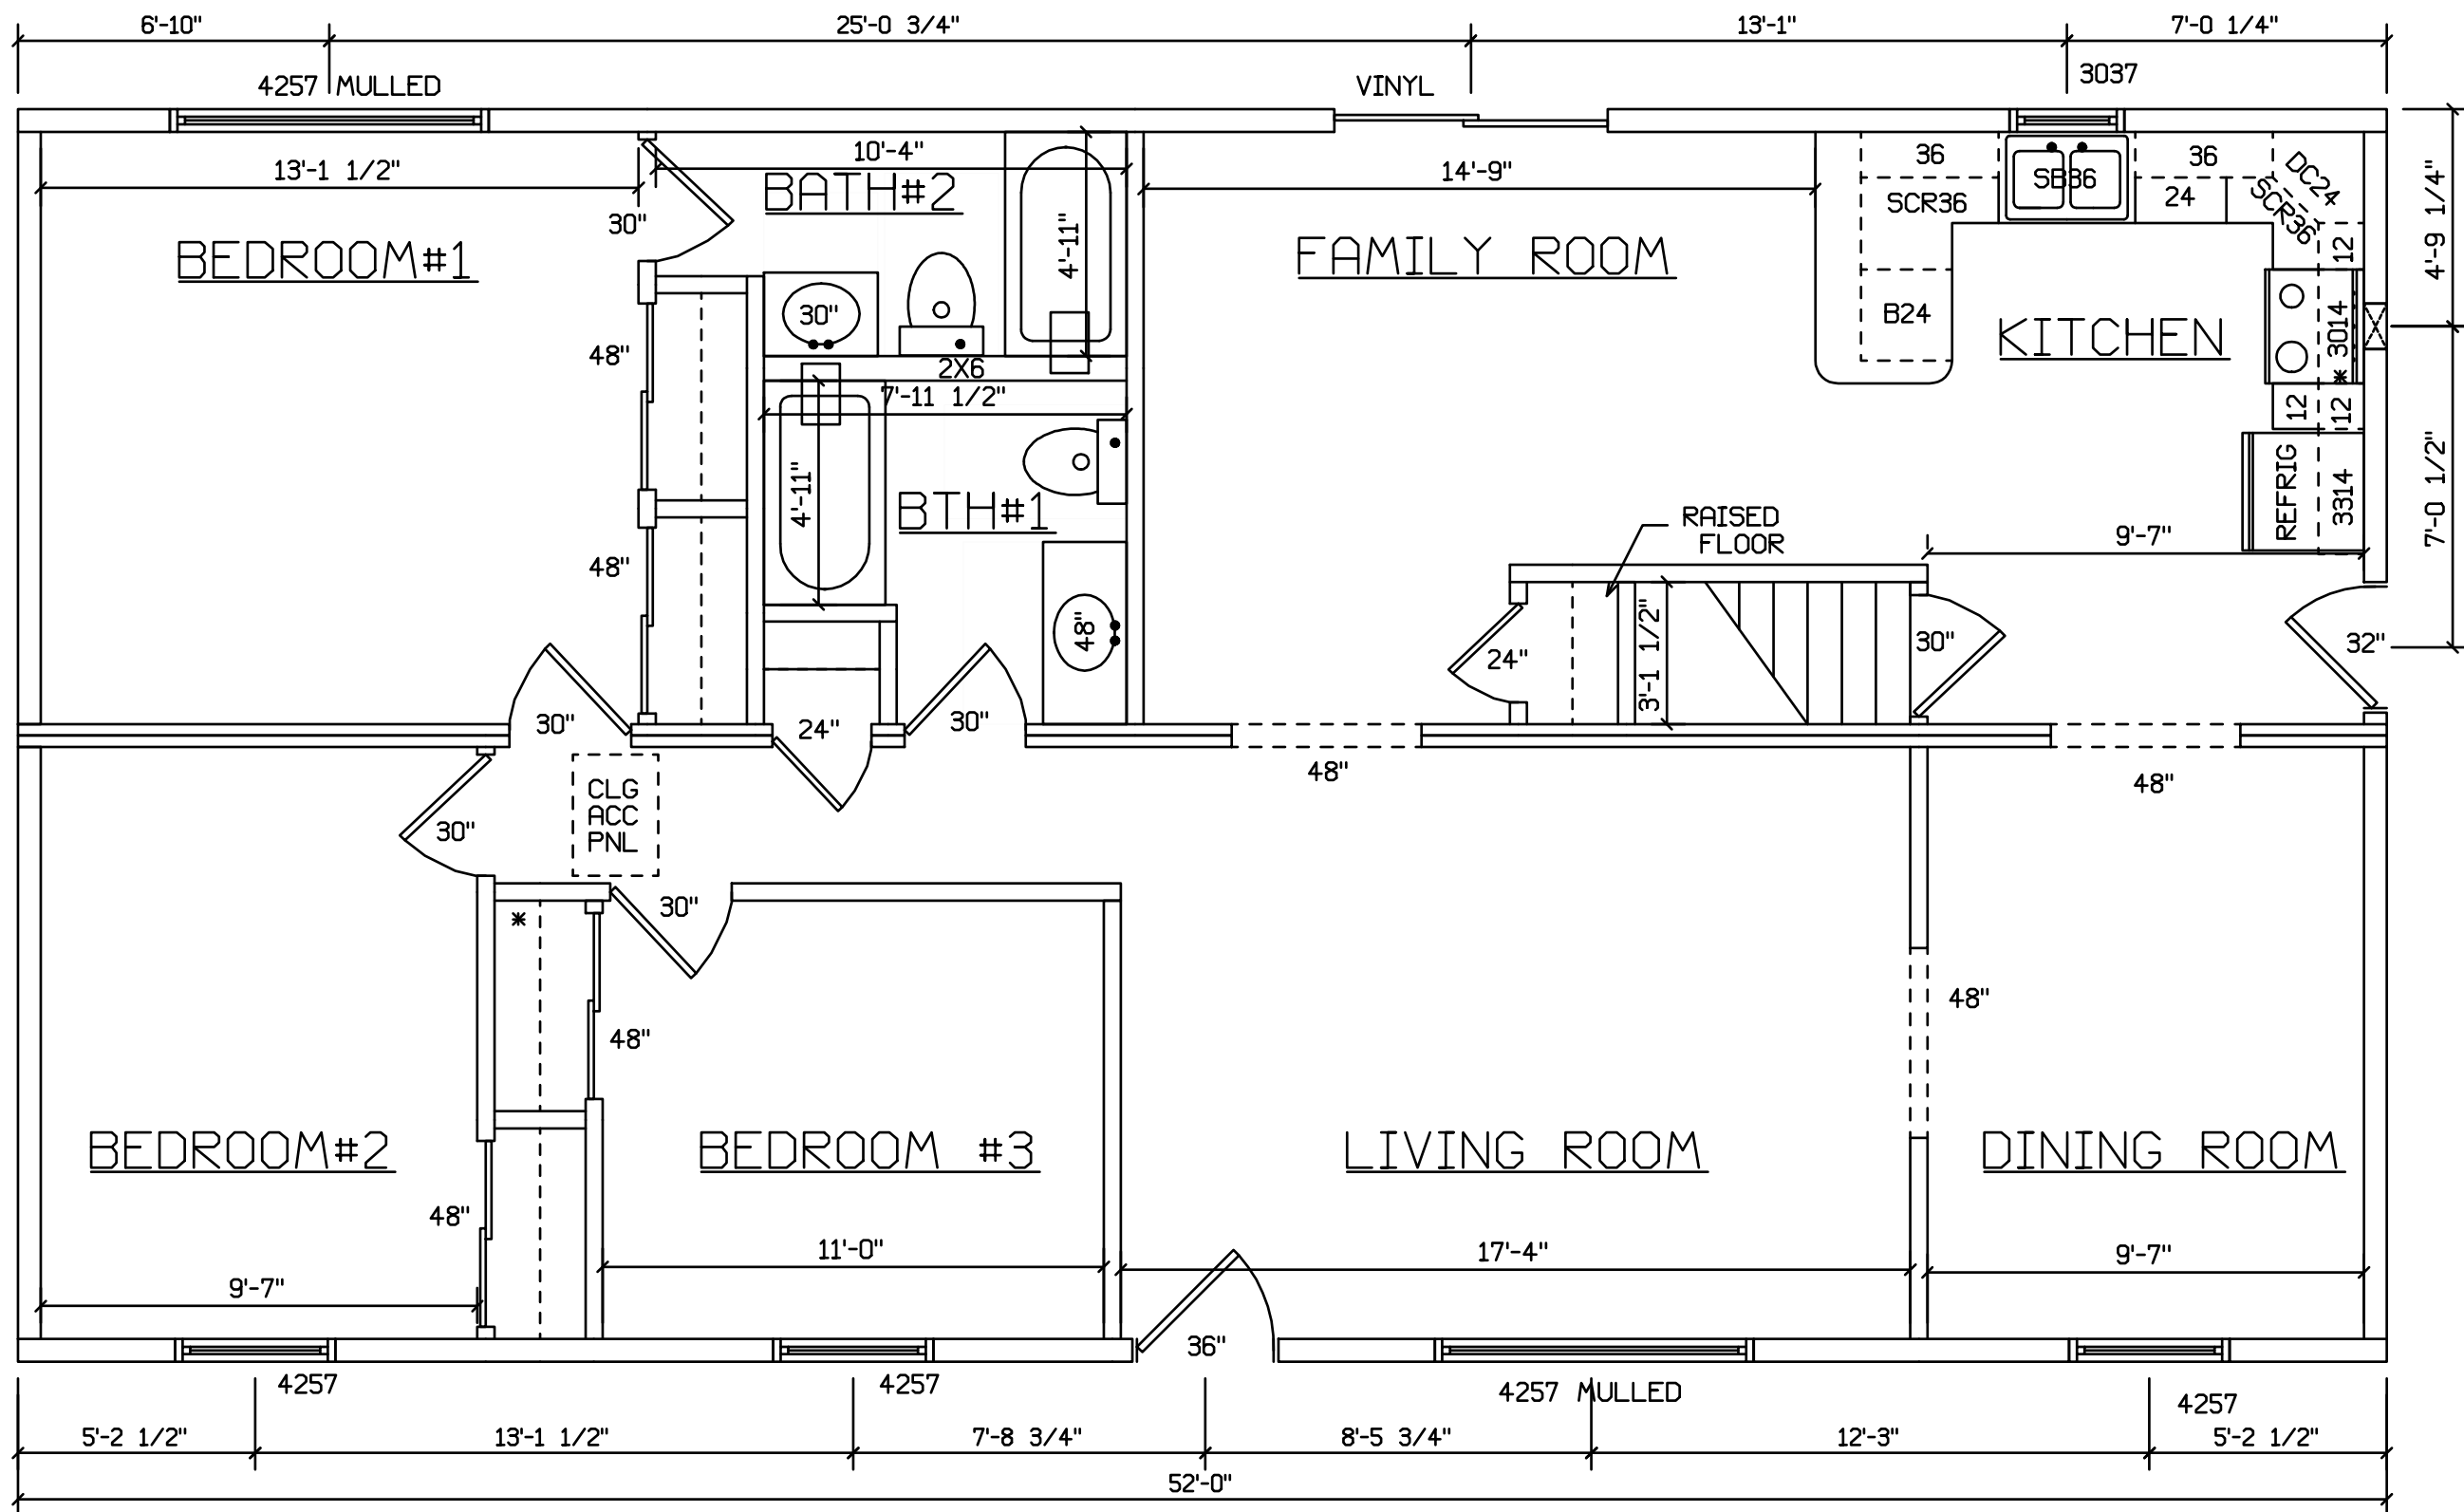 6'-10"
25'-0 3/4"
13'-1"
7'-0 1/4"
4257 MULLED
VINYL
3037
13'-1 1/2"
10'-4"
14'-9"
36
36
DC24
SCR36
BATH#2
SCR36
SB36
24
30"
4'-11"
4'-9 1/4"
BEDROOM#1
FAMILY ROOM
12
30"
B24
KITCHEN
* 3014
48"
2X6
7'-11 1/2"
12
12
4'-11"
BTH#1
REFRIG
3314
7'-0 1/2"
RAISED
FLOOR
9'-7"
48"
48"
3'-1 1/2"
24"
30"
32"
30"
24"
30"
48"
48"
CLG
ACC
PNL
30"
30"
*
48"
48"
BEDROOM#2
BEDROOM #3
LIVING ROOM
DINING ROOM
48"
9'-7"
11'-0"
17'-4"
9'-7"
36"
4257
4257
4257 MULLED
4257
5'-2 1/2"
13'-1 1/2"
7'-8 3/4"
8'-5 3/4"
12'-3"
5'-2 1/2"
52'-0"